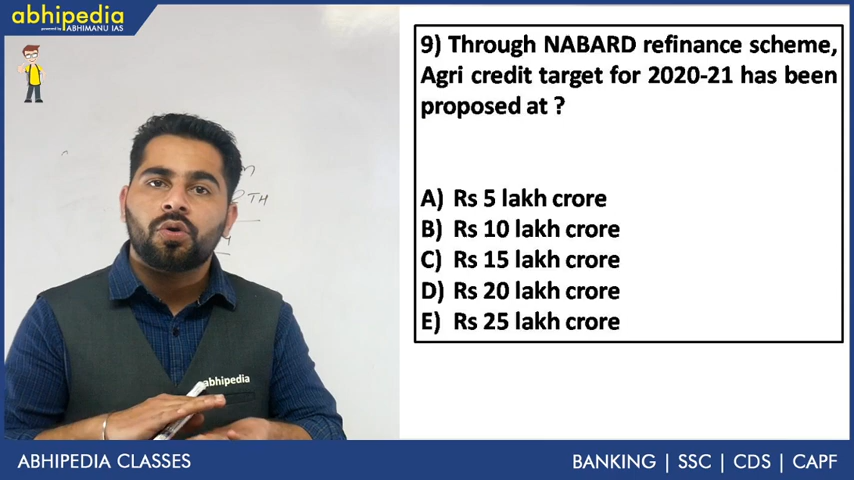 abhipedia
powered by ABHIMANU IAS
9) Through NABARD refinance scheme,
Agri credit target for 2020-21 has been
proposed at ?
A) Rs 5 lakh crore
B) Rs 10 lakh crore
C) Rs 15 lakh crore
D) Rs 20 lakh crore
E) Rs 25 lakh crore
TH
abhipedia
ABHIPEDIA CLASSES
BANKING | SSC | CDS | CAPF